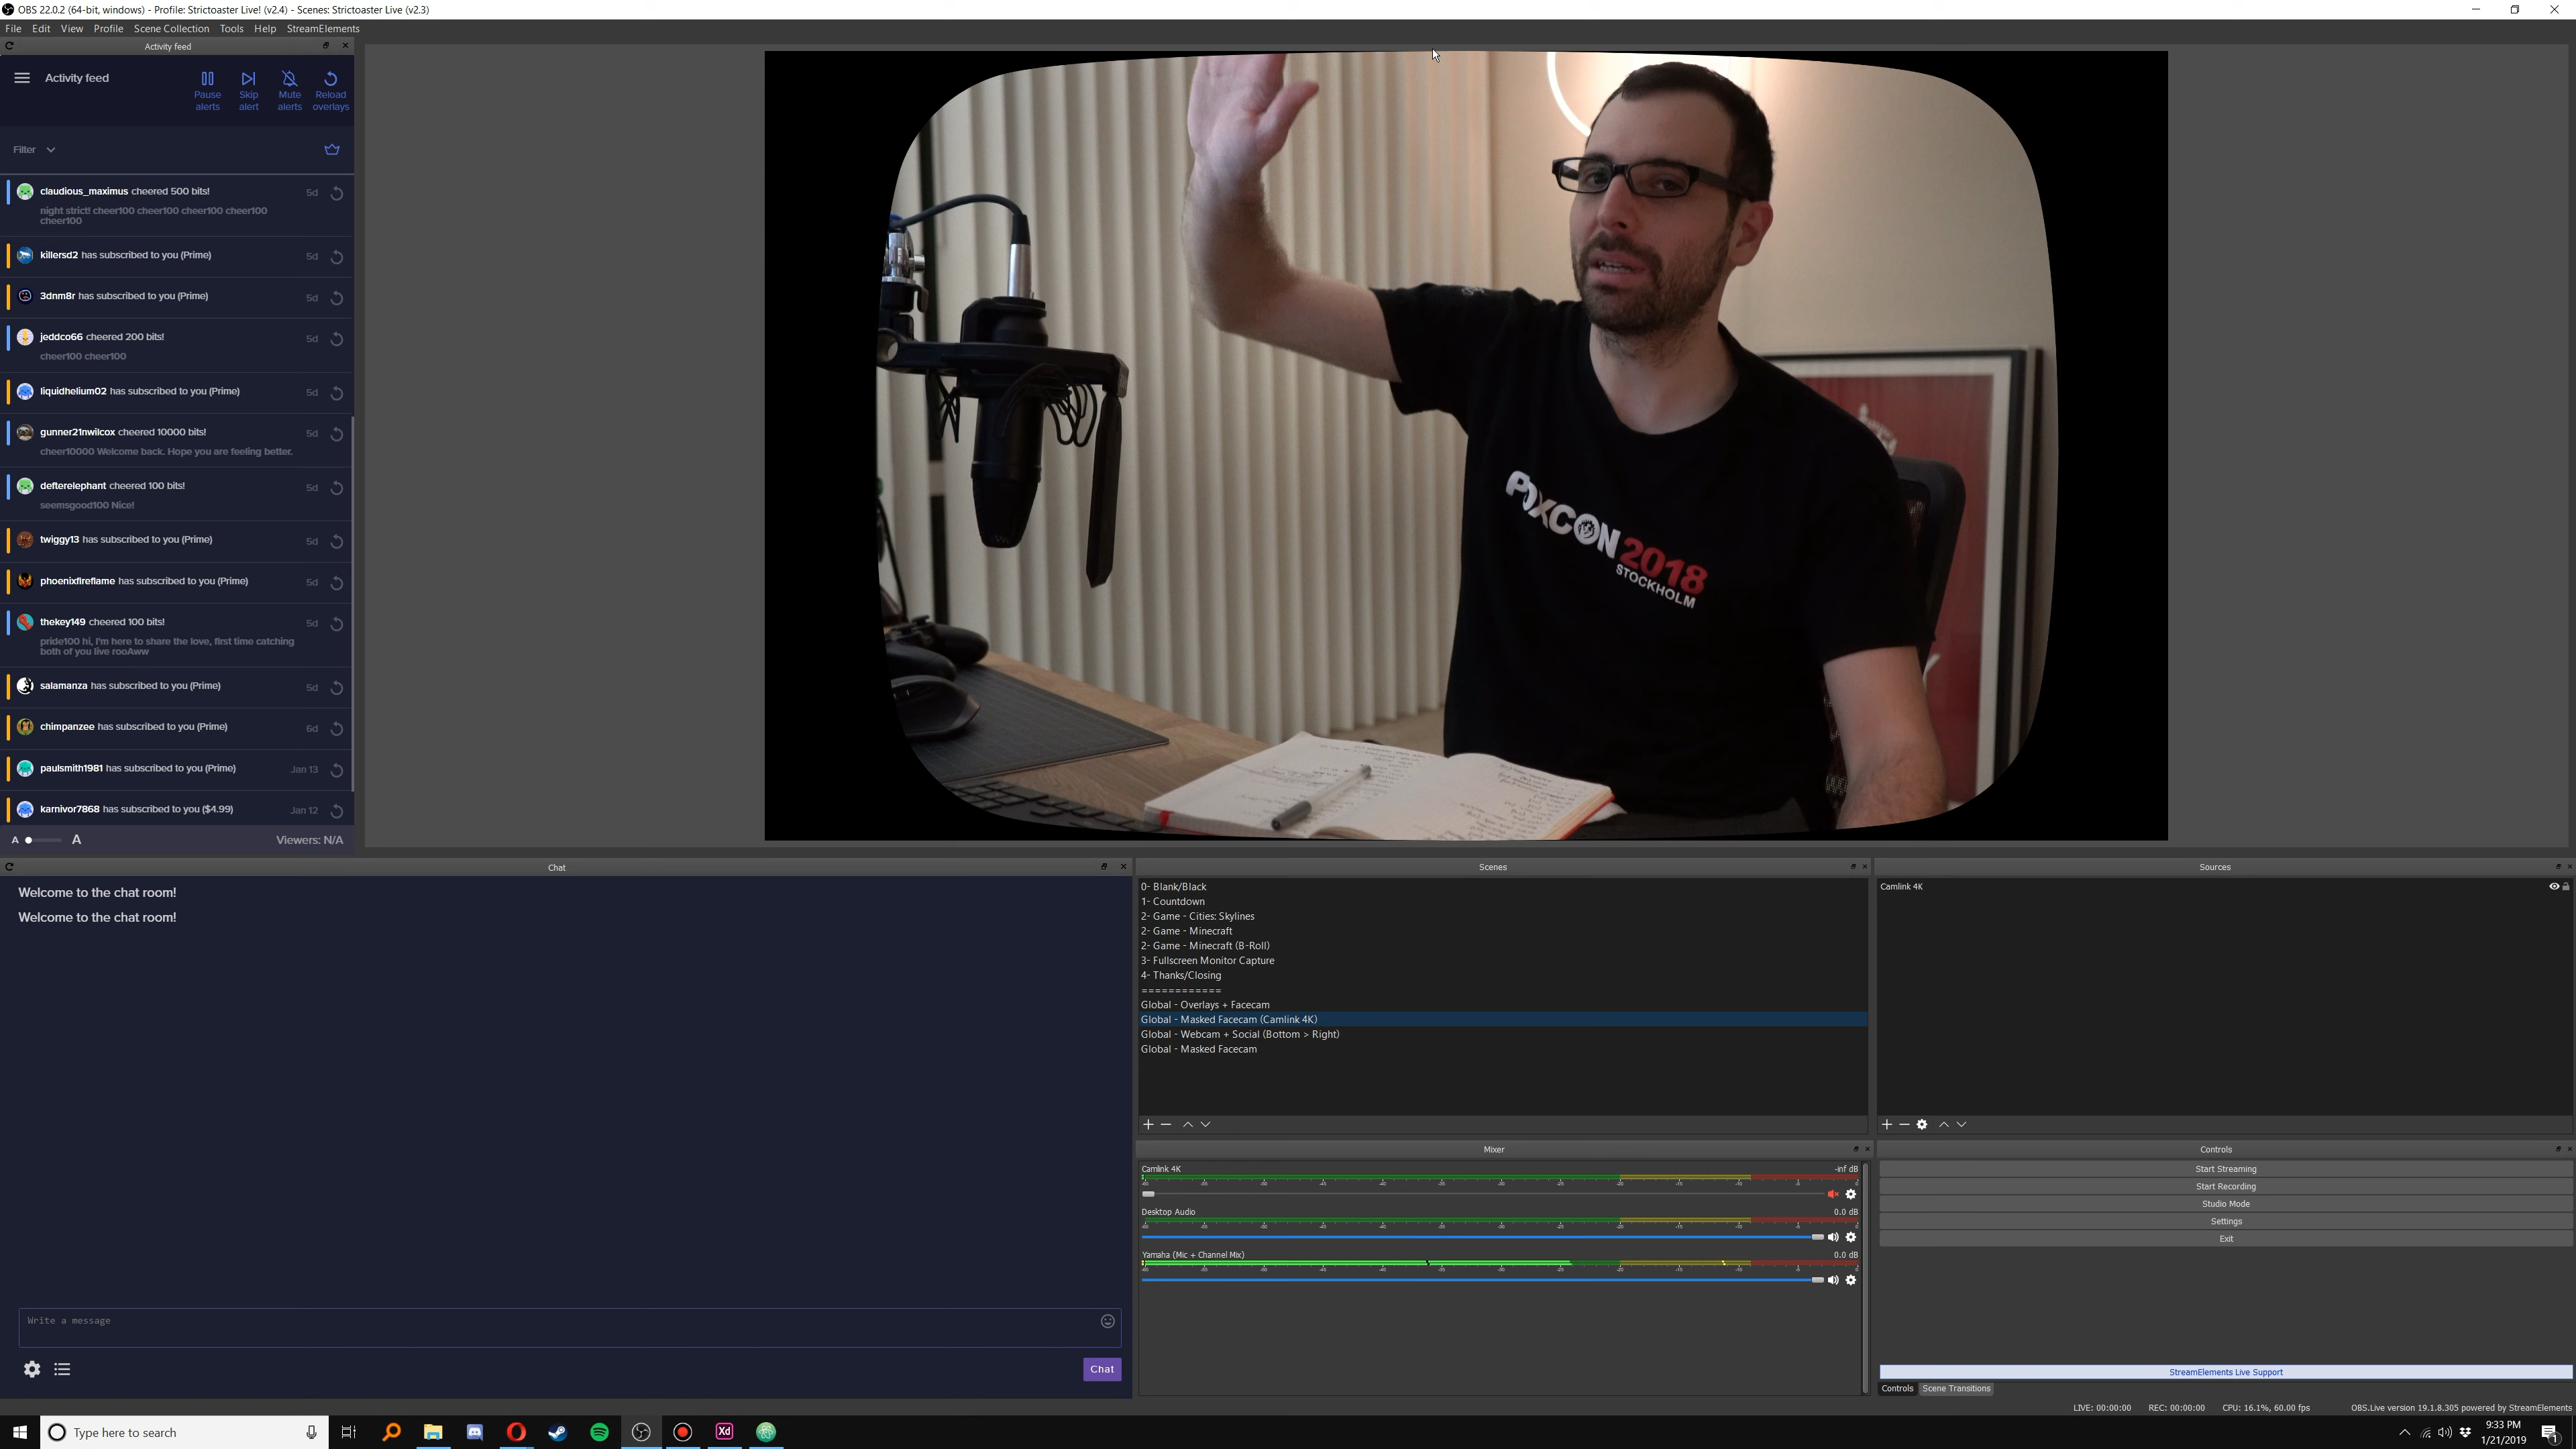 OBS 22.0.2 (64-bit, windows) - Profile: Strictoaster Live! (v2.4) - Scenes: Strictoaster Live (v2.3)
File Edit View Profile Scene Collection Tools Help StreamElements
Activity feed
Activity feed
Pause alerts
Skip alert
Mute alerts
Reload overlays
Filter
claudious_maximus cheered 500 bits! 5d
night strict! cheer100 cheer100 cheer100 cheer100
cheer100
killersd2 has subscribed to you (Prime) 5d
3dnm8r has subscribed to you (Prime) 5d
jeddco66 cheered 200 bits! 5d
cheer100 cheer100
liquidhelium02 has subscribed to you (Prime) 5d
gunner21nwilcox cheered 10000 bits! 5d
cheer10000 Welcome back. Hope you are feeling better.
defterelephant cheered 100 bits! 5d
seemsgood100 Nice!
twiggy13 has subscribed to you (Prime) 5d
phoenixfireflame has subscribed to you (Prime) 5d
thekey149 cheered 100 bits! 5d
pride100 hi, I'm here to share the love, first time catching
both of you live rooAww
salamanza has subscribed to you (Prime) 5d
chimpanzee has subscribed to you (Prime) 6d
paulsmith1981 has subscribed to you (Prime) Jan 13
karnivor7868 has subscribed to you ($4.99) Jan 12
A A Viewers: N/A
PDXCON 2018
STOCKHOLM
Chat
Welcome to the chat room!
Welcome to the chat room!
Write a message
Chat
Scenes
0- Blank/Black
1- Countdown
2- Game - Cities: Skylines
2- Game - Minecraft
2- Game - Minecraft (B-Roll)
3- Fullscreen Monitor Capture
4- Thanks/Closing
============
Global - Overlays + Facecam
Global - Masked Facecam (Camlink 4K)
Global - Webcam + Social (Bottom > Right)
Global - Masked Facecam
Sources
Camlink 4K
Mixer
Camlink 4K -inf dB
Desktop Audio 0.0 dB
Yamaha (Mic + Channel Mix) 0.0 dB
Controls
Start Streaming
Start Recording
Studio Mode
Settings
Exit
StreamElements Live Support
Controls Scene Transitions
LIVE: 00:00:00 REC: 00:00:00 CPU: 16.1%, 60.00 fps OBS.Live version 19.1.8.305 powered by StreamElements
Type here to search
Xd
9:33 PM
1/21/2019
1